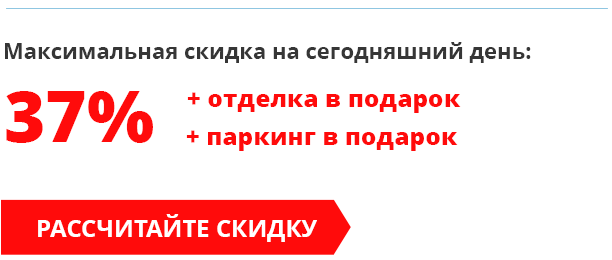 Максимальная скидка на сегодняшний день:
37%
+ отделка в подарок
+ паркинг в подарок
РАССЧИТАЙТЕ СКИДКУ